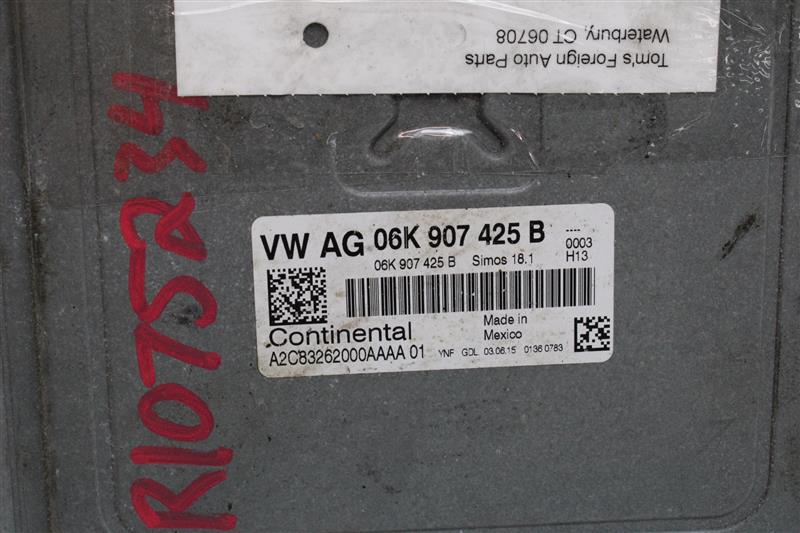 Tom's Foreign Auto Parts
Waterbury, CT 06708
R1075234
VW AG 06K 907 425 B
----
0003
06K 907 425 B Simos 18.1 H13
Continental
Made in
Mexico
A2C83262000AAAA 01 YNF GDL 03.06.15 0136 0783